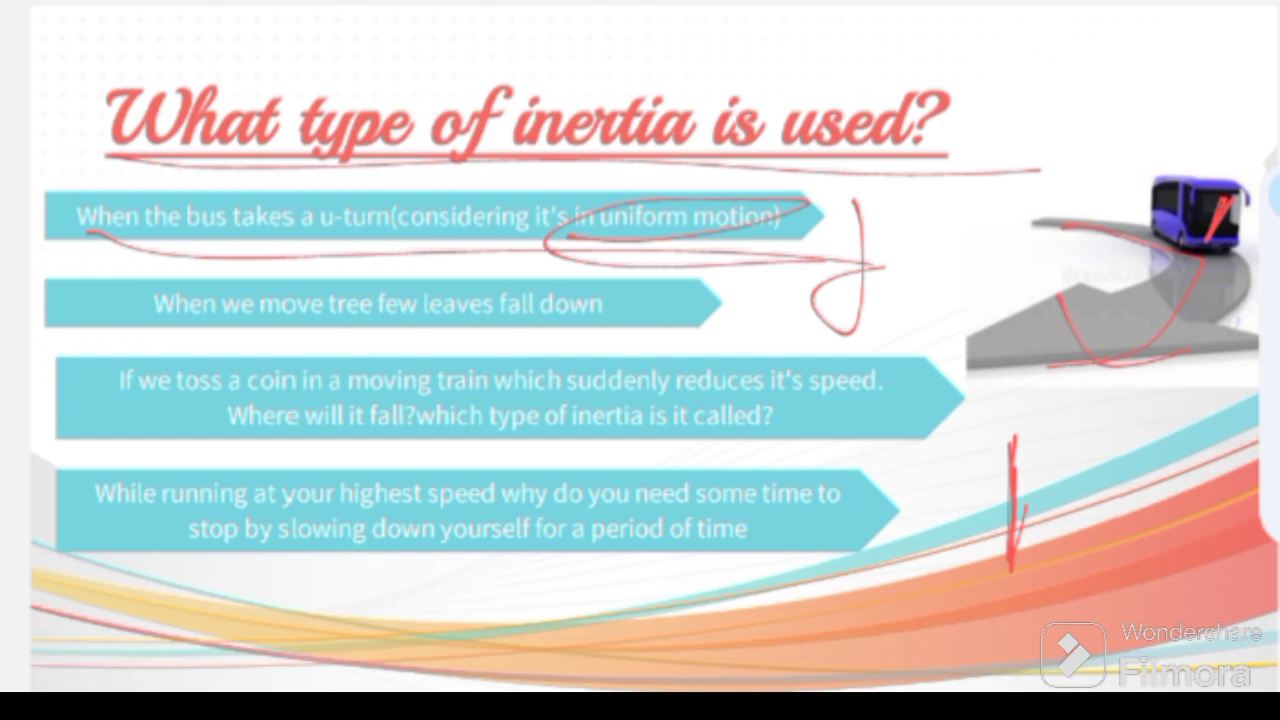 What type of inertia is used?
When the bus takes a u-turn(considering it's in uniform motion)
When we move tree few leaves fall down
If we toss a coin in a moving train which suddenly reduces it's speed.
Where will it fall?which type of inertia is it called?
While running at your highest speed why do you need some time to
stop by slowing down yourself for a period of time
Wondershare
Filmora